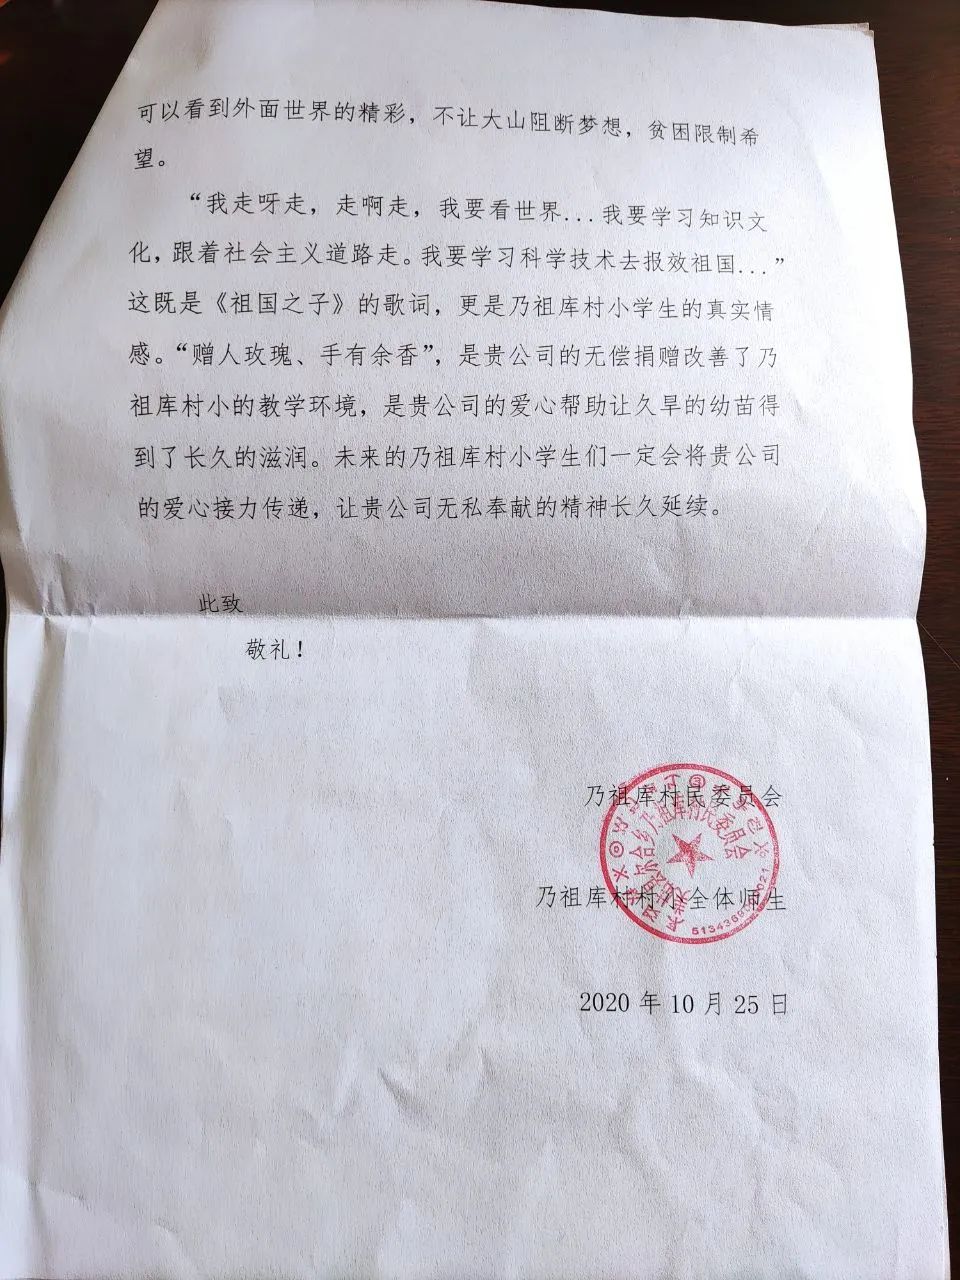 可以看到外面世界的精彩，不让大山阻断梦想，贫困限制希
望。
“我走呀走，走啊走，我要看世界...我要学习知识文
化，跟着社会主义道路走。我要学习科学技术去报效祖国...”
这既是《祖国之子》的歌词，更是乃祖库村小学生的真实情
感。“赠人玫瑰、手有余香”，是贵公司的无偿捐赠改善了乃
祖库村小的教学环境，是贵公司的爱心帮助让久旱的幼苗得
到了长久的滋润。未来的乃祖库村小学生们一定会将贵公司
的爱心接力传递，让贵公司无私奉献的精神长久延续。
此致
敬礼！
乃祖库村民委员会
乃祖库村民委员会
乃祖库村村小全体师生
2020 年 10 月 25 日